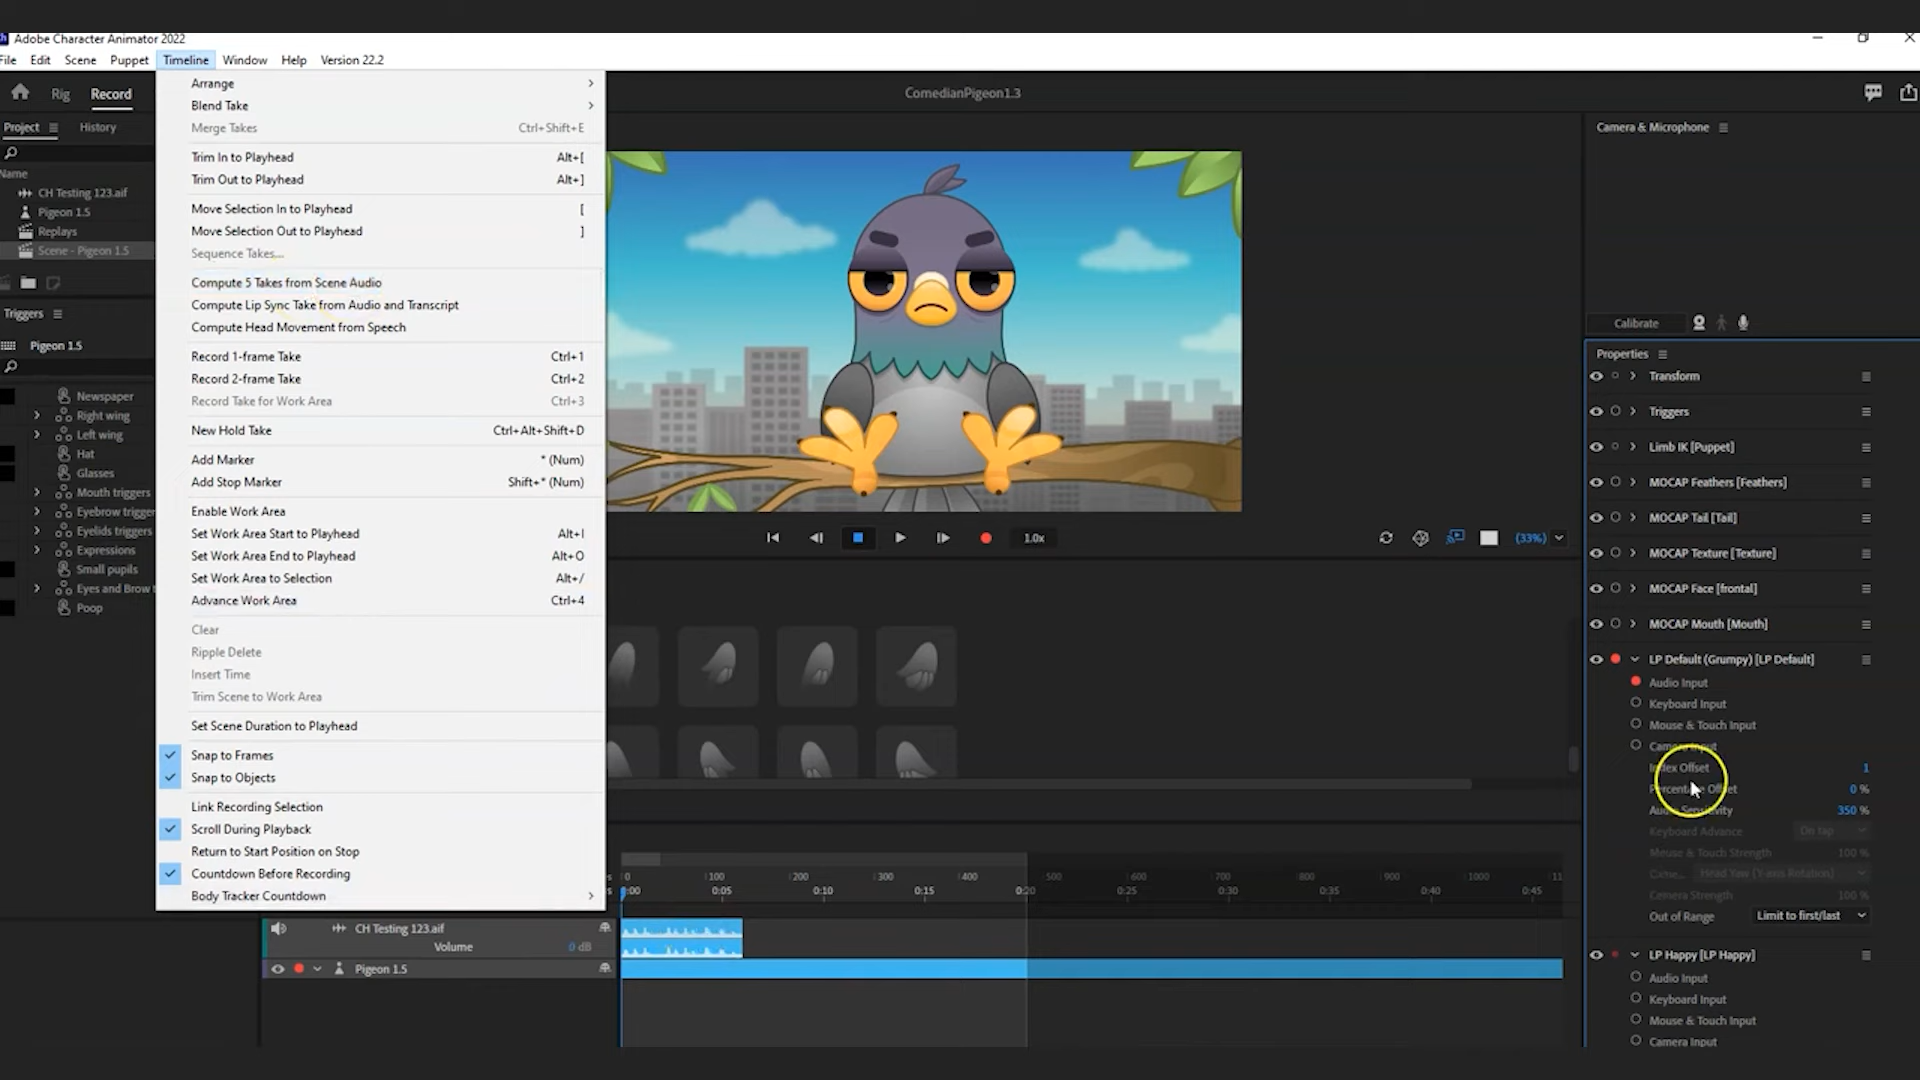 Adobe Character Animator 2022
File Edit Scene Puppet Timeline Window Help Version 22.2
Rig Record
ComedianPigeon1.3
Project History
Name
CH Testing 123.aif
Pigeon 1.5
Replays
Scene - Pigeon 1.5
Triggers
Pigeon 1.5
Newspaper
Right wing
Left wing
Hat
Glasses
Mouth triggers
Eyebrow trigger
Eyelids triggers
Expressions
Small pupils
Eyes and Brow t
Poop
Arrange
Blend Take
Merge Takes Ctrl+Shift+E
Trim In to Playhead Alt+[
Trim Out to Playhead Alt+]
Move Selection In to Playhead [
Move Selection Out to Playhead ]
Sequence Takes...
Compute 5 Takes from Scene Audio
Compute Lip Sync Take from Audio and Transcript
Compute Head Movement from Speech
Record 1-frame Take Ctrl+1
Record 2-frame Take Ctrl+2
Record Take for Work Area Ctrl+3
New Hold Take Ctrl+Alt+Shift+D
Add Marker * (Num)
Add Stop Marker Shift+* (Num)
Enable Work Area
Set Work Area Start to Playhead Alt+I
Set Work Area End to Playhead Alt+O
Set Work Area to Selection Alt+/
Advance Work Area Ctrl+4
Clear
Ripple Delete
Insert Time
Trim Scene to Work Area
Set Scene Duration to Playhead
Snap to Frames
Snap to Objects
Link Recording Selection
Scroll During Playback
Return to Start Position on Stop
Countdown Before Recording
Body Tracker Countdown
1.0x
(33%)
0 100 200 300 400 500 600 700 800 900 1000 11
0:00 0:05 0:10 0:15 0:20 0:25 0:30 0:35 0:40 0:45
CH Testing 123.aif
Volume 0 dB
Pigeon 1.5
Camera & Microphone
Calibrate
Properties
Transform
Triggers
Limb IK [Puppet]
MOCAP Feathers [Feathers]
MOCAP Tail [Tail]
MOCAP Texture [Texture]
MOCAP Face [frontal]
MOCAP Mouth [Mouth]
LP Default (Grumpy) [LP Default]
Audio Input
Keyboard Input
Mouse & Touch Input
Camera Input
Index Offset 1
Percentage Offset 0 %
Audio Sensitivity 350 %
Keyboard Advance On tap
Mouse & Touch Strength 100 %
Came... Head Yaw (Y-axis Rotation)
Camera Strength 100 %
Out of Range Limit to first/last
LP Happy [LP Happy]
Audio Input
Keyboard Input
Mouse & Touch Input
Camera Input